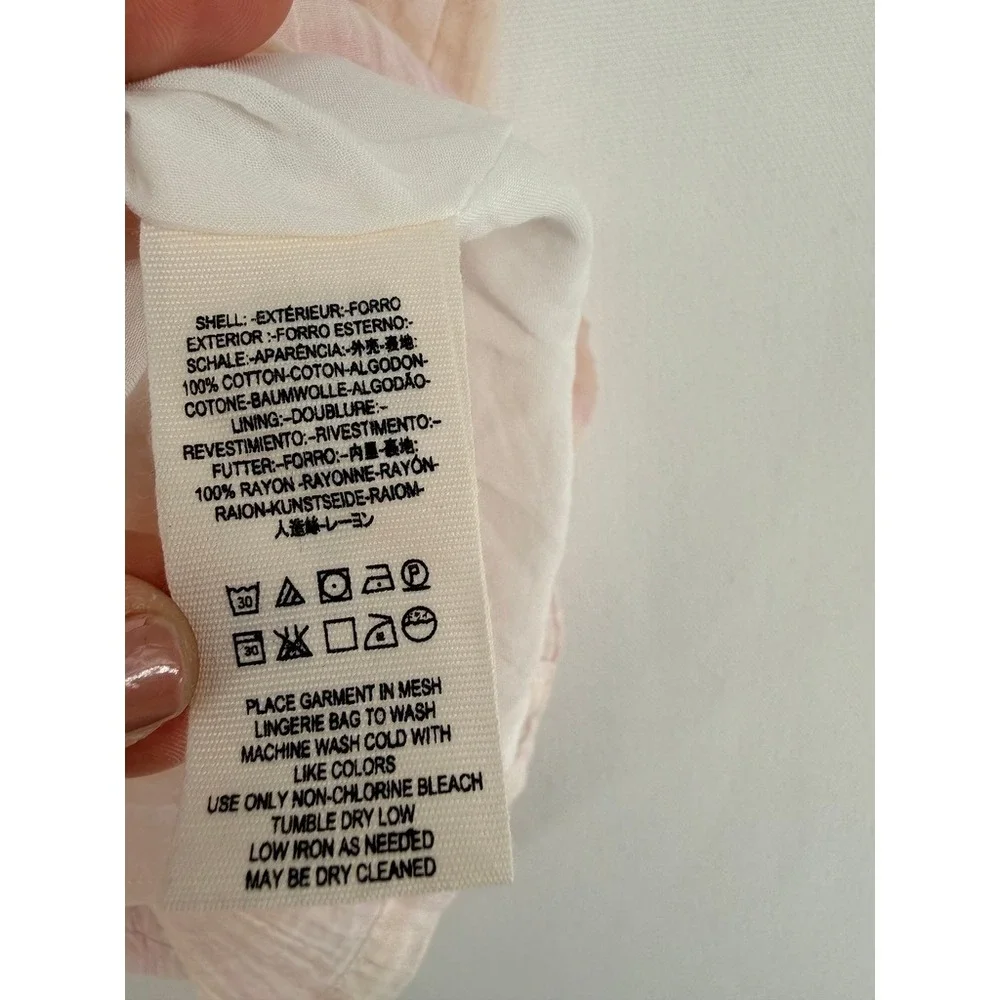 SHELL:-EXTÉRIEUR:-FORRO
EXTERIOR :-FORRO ESTERNO:-
SCHALE:-APARÊNCIA:-外壳-表地:
100% COTTON-COTON-ALGODON-
COTONE-BAUMWOLLE-ALGODÃO-
LINING:-DOUBLURE:-
REVESTIMIENTO:-RIVESTIMENTO:-
FUTTER:-FORRO:-内里-裏地:
100% RAYON-RAYONNE-RAYÓN-
RAION-KUNSTSEIDE-RAIOM-
人造絲-レーヨン
30 P
30
PLACE GARMENT IN MESH
LINGERIE BAG TO WASH
MACHINE WASH COLD WITH
LIKE COLORS
USE ONLY NON-CHLORINE BLEACH
TUMBLE DRY LOW
LOW IRON AS NEEDED
MAY BE DRY CLEANED